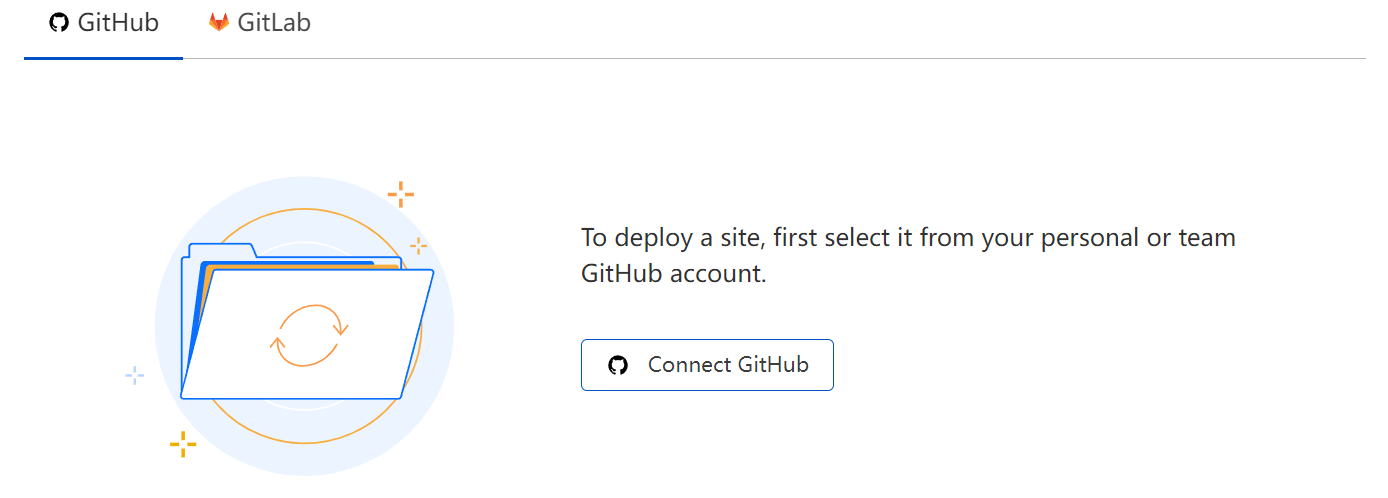 GitHub GitLab
To deploy a site, first select it from your personal or team
GitHub account.
Connect GitHub